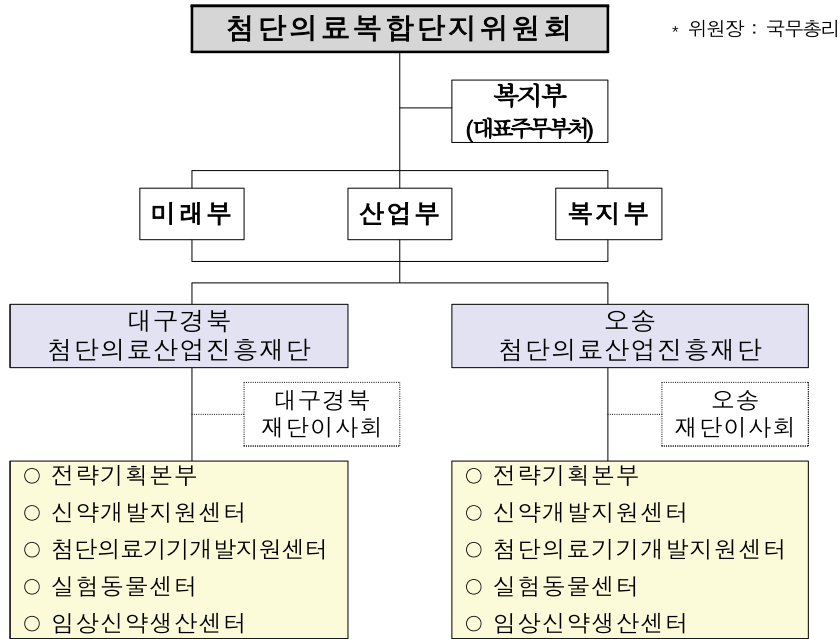 첨단의료복합단지위원회
* 위원장 : 국무총리
복지부
(대표주무부처)
미래부
산업부
복지부
대구경북
첨단의료산업진흥재단
오송
첨단의료산업진흥재단
대구경북
재단이사회
오송
재단이사회
○ 전략기획본부
○ 신약개발지원센터
○ 첨단의료기기개발지원센터
○ 실험동물센터
○ 임상신약생산센터
○ 전략기획본부
○ 신약개발지원센터
○ 첨단의료기기개발지원센터
○ 실험동물센터
○ 임상신약생산센터